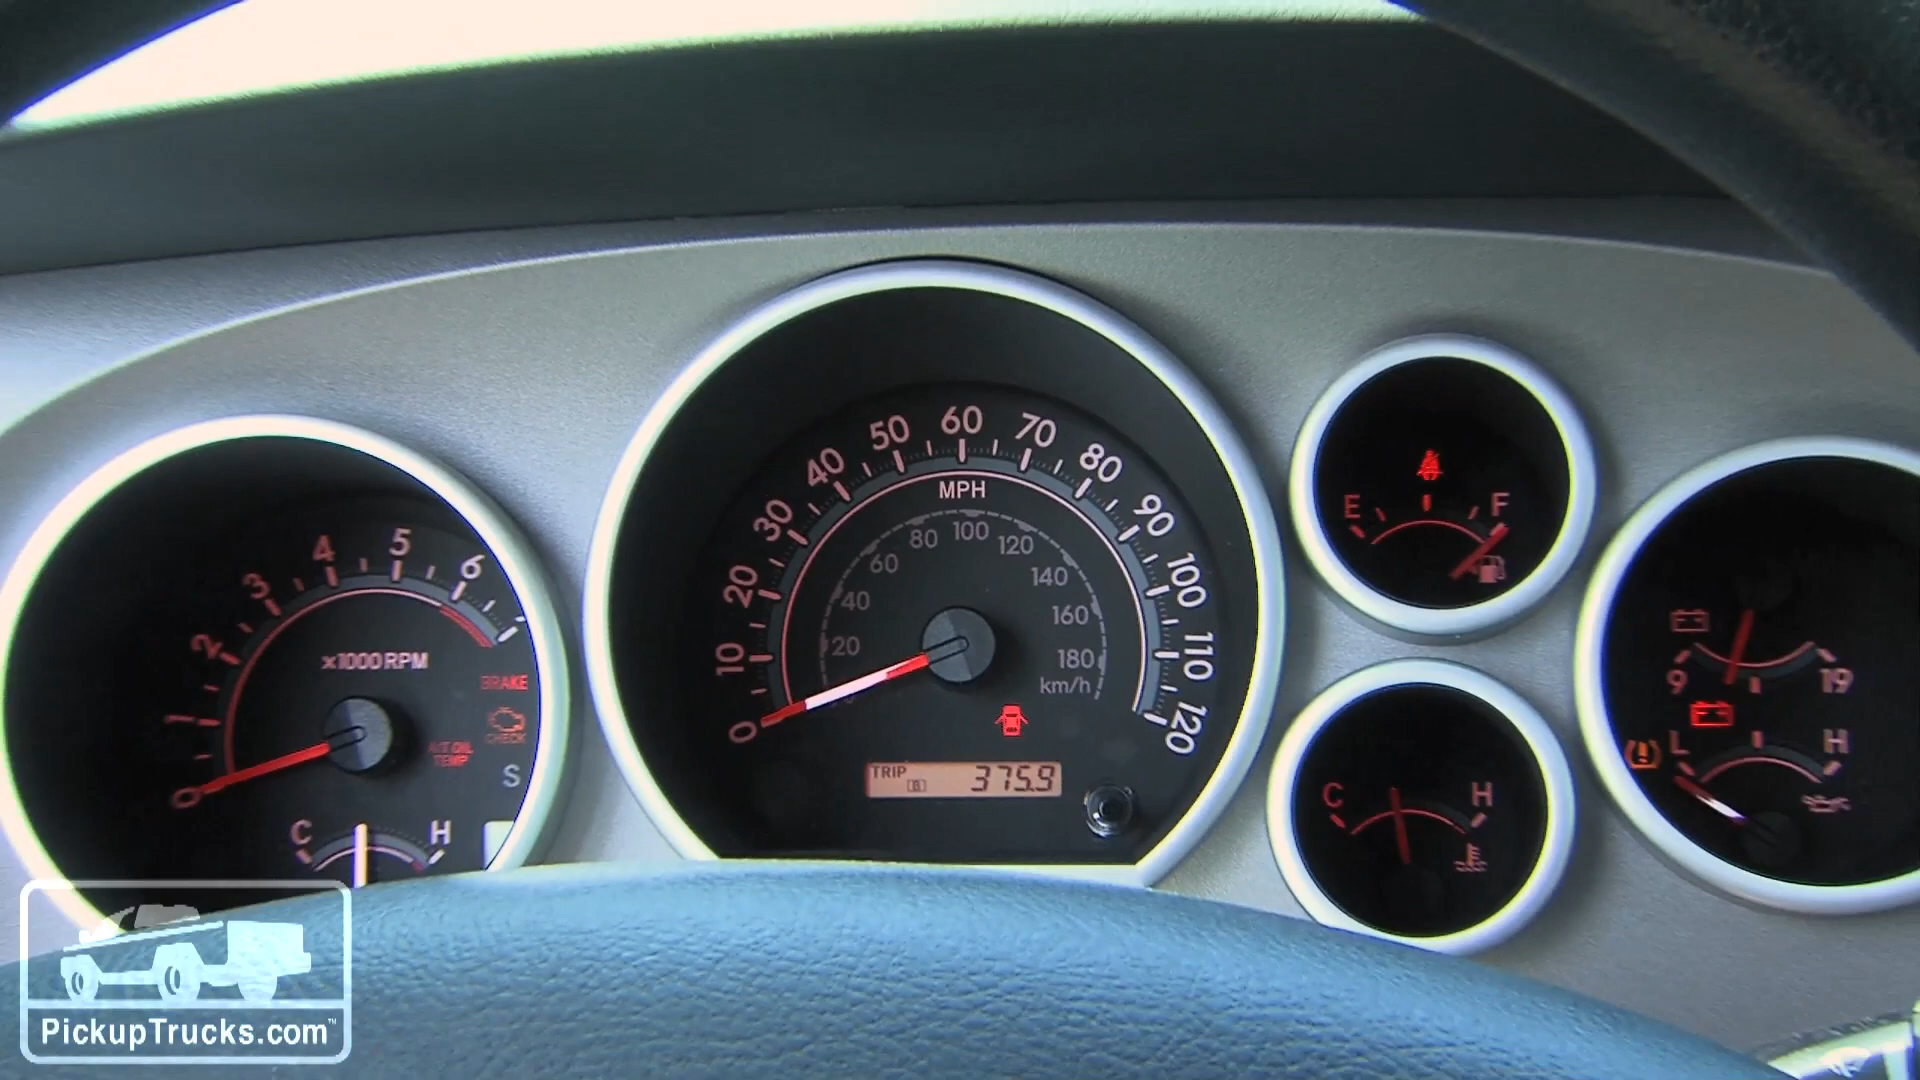 0 1 2 3 4 5 6
×1000 RPM
BRAKE
CHECK
A/T OIL
TEMP
S
C H
0 10 20 30 40 50 60 70 80 90 100 110 120
MPH
20 40 60 80 100 120 140 160 180
km/h
TRIP B 375.9
E F
C H
9 19
L H
PickupTrucks.com™